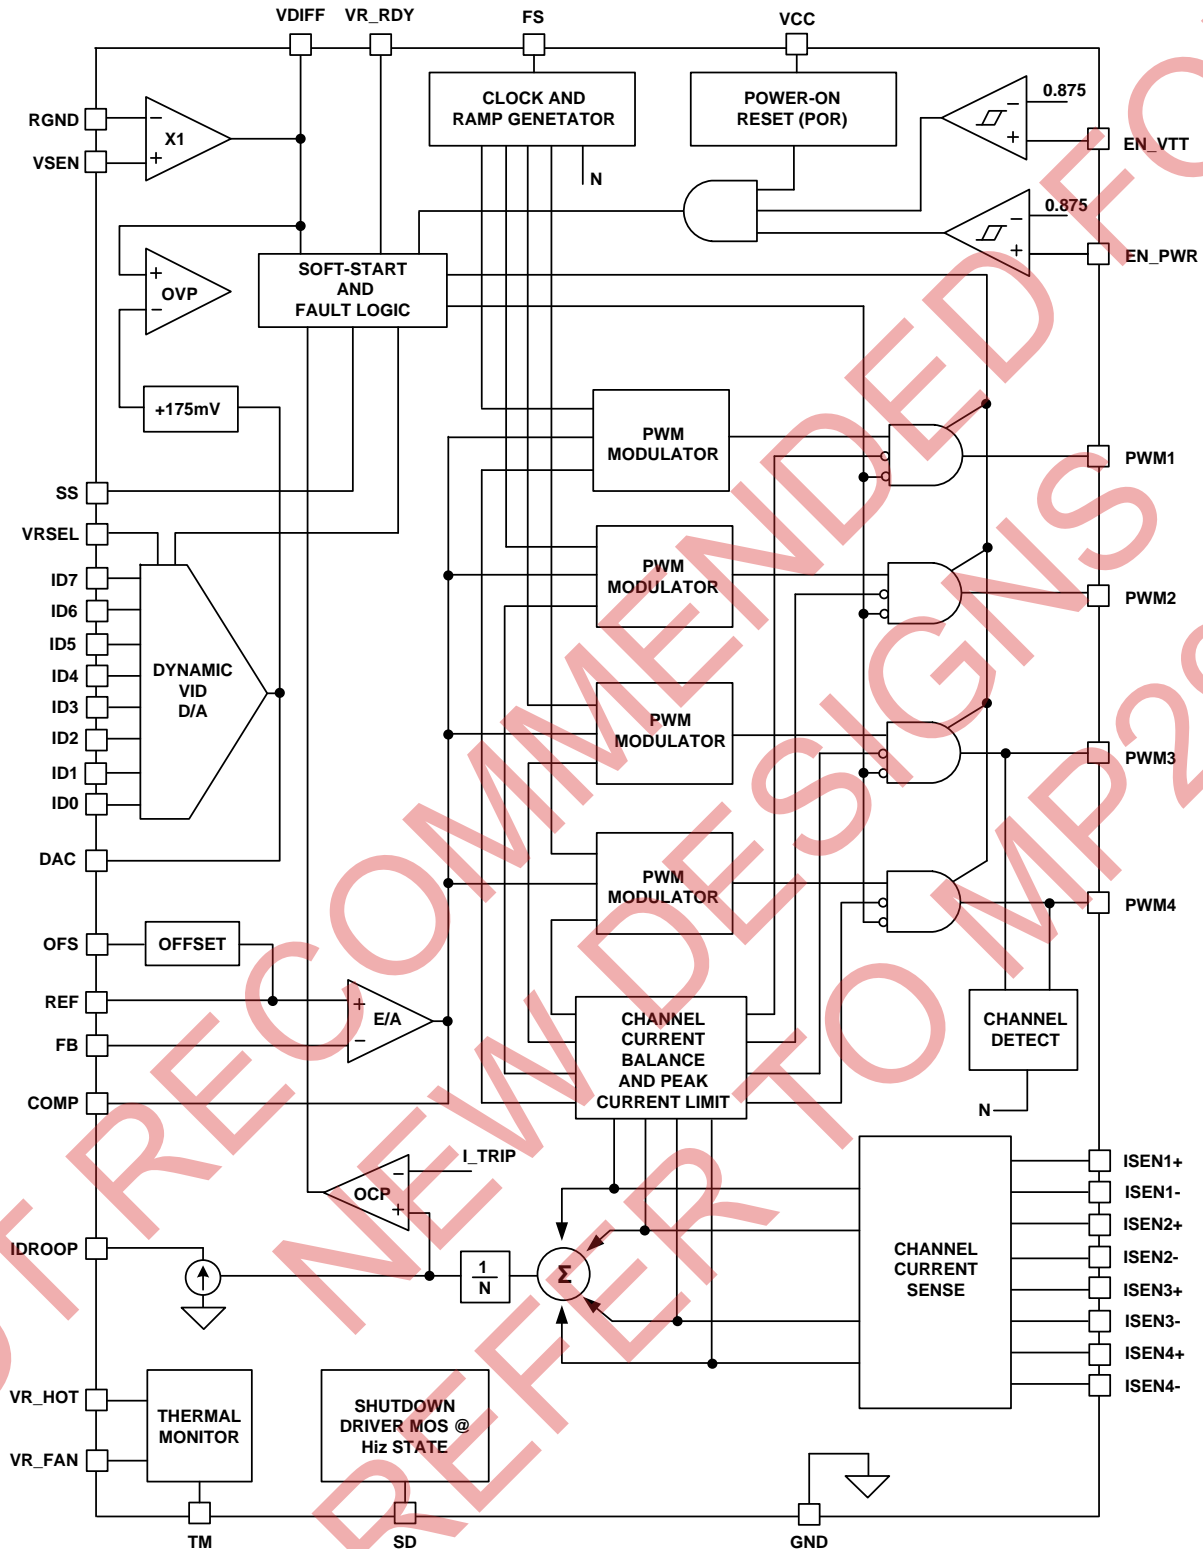 VDIFF
VR_RDY
FS
VCC
RGND
VSEN
−
X1
+
CLOCK AND
RAMP GENETATOR
N
POWER-ON
RESET (POR)
−
+
0.875
EN_VTT
−
+
0.875
EN_PWR
+
OVP
−
SOFT-START
AND
FAULT LOGIC
+175mV
PWM
MODULATOR
PWM1
SS
VRSEL
ID7
ID6
ID5
ID4
ID3
ID2
ID1
ID0
DYNAMIC
VID
D/A
PWM
MODULATOR
PWM2
PWM
MODULATOR
PWM3
DAC
PWM
MODULATOR
PWM4
OFS
OFFSET
REF
FB
+
E/A
−
COMP
CHANNEL
CURRENT
BALANCE
AND PEAK
CURRENT LIMIT
CHANNEL
DETECT
N
I_TRIP
−
OCP
+
IDROOP
1
N
Σ
CHANNEL
CURRENT
SENSE
ISEN1+
ISEN1-
ISEN2+
ISEN2-
ISEN3+
ISEN3-
ISEN4+
ISEN4-
VR_HOT
VR_FAN
THERMAL
MONITOR
SHUTDOWN
DRIVER MOS @
Hiz STATE
TM
SD
GND
RECOMMENDED
NEW DESIGNS
REFER TO